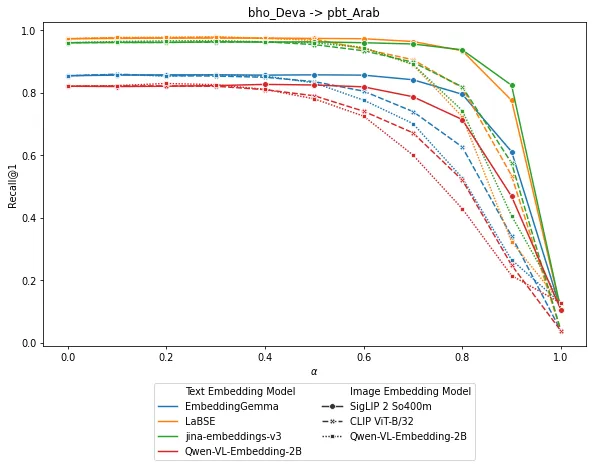 bho_Deva -> pbt_Arab
Recall@1
1.0
0.8
0.6
0.4
0.2
0.0
0.0 0.2 0.4 0.6 0.8 1.0
α
Text Embedding Model
EmbeddingGemma
LaBSE
jina-embeddings-v3
Qwen-VL-Embedding-2B
Image Embedding Model
SigLIP 2 So400m
CLIP ViT-B/32
Qwen-VL-Embedding-2B